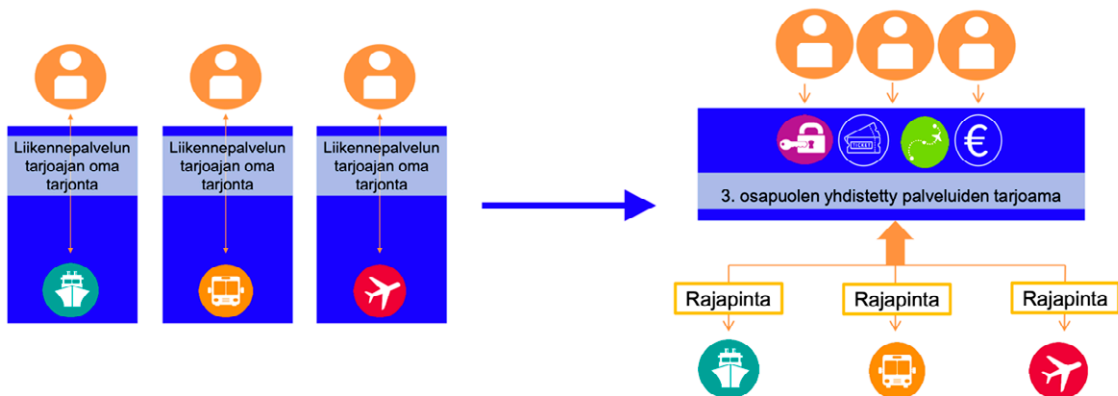 Liikennepalvelun
tarjoajan oma
tarjonta
Liikennepalvelun
tarjoajan oma
tarjonta
Liikennepalvelun
tarjoajan oma
tarjonta
TICKET
€
3. osapuolen yhdistetty palveluiden tarjoama
Rajapinta
Rajapinta
Rajapinta